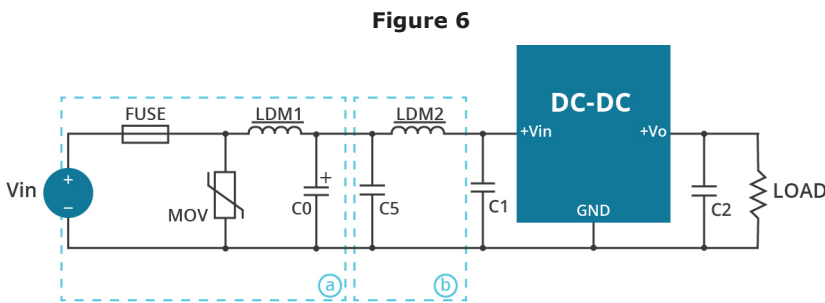 Figure 6
DC-DC
FUSE
LDM1
LDM2
+Vin
+Vo
+
Vin
−
MOV
+
C0
C5
C1
GND
C2
LOAD
a
b